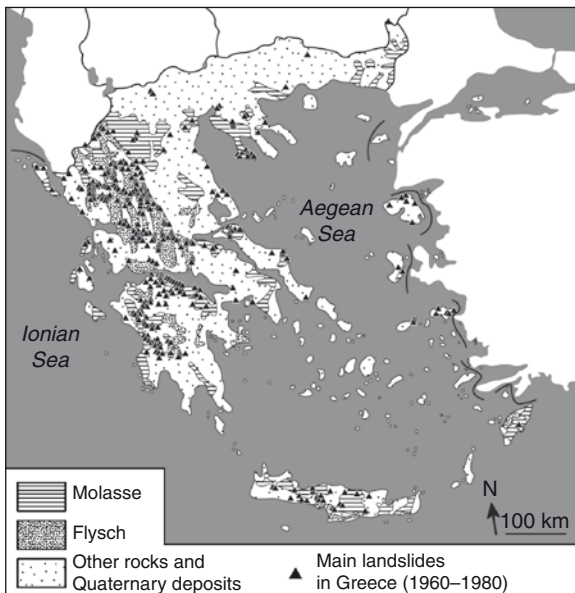 Aegean
Sea
Ionian
Sea
N
100 km
Molasse
Flysch
Other rocks and
Quaternary deposits
Main landslides
in Greece (1960–1980)